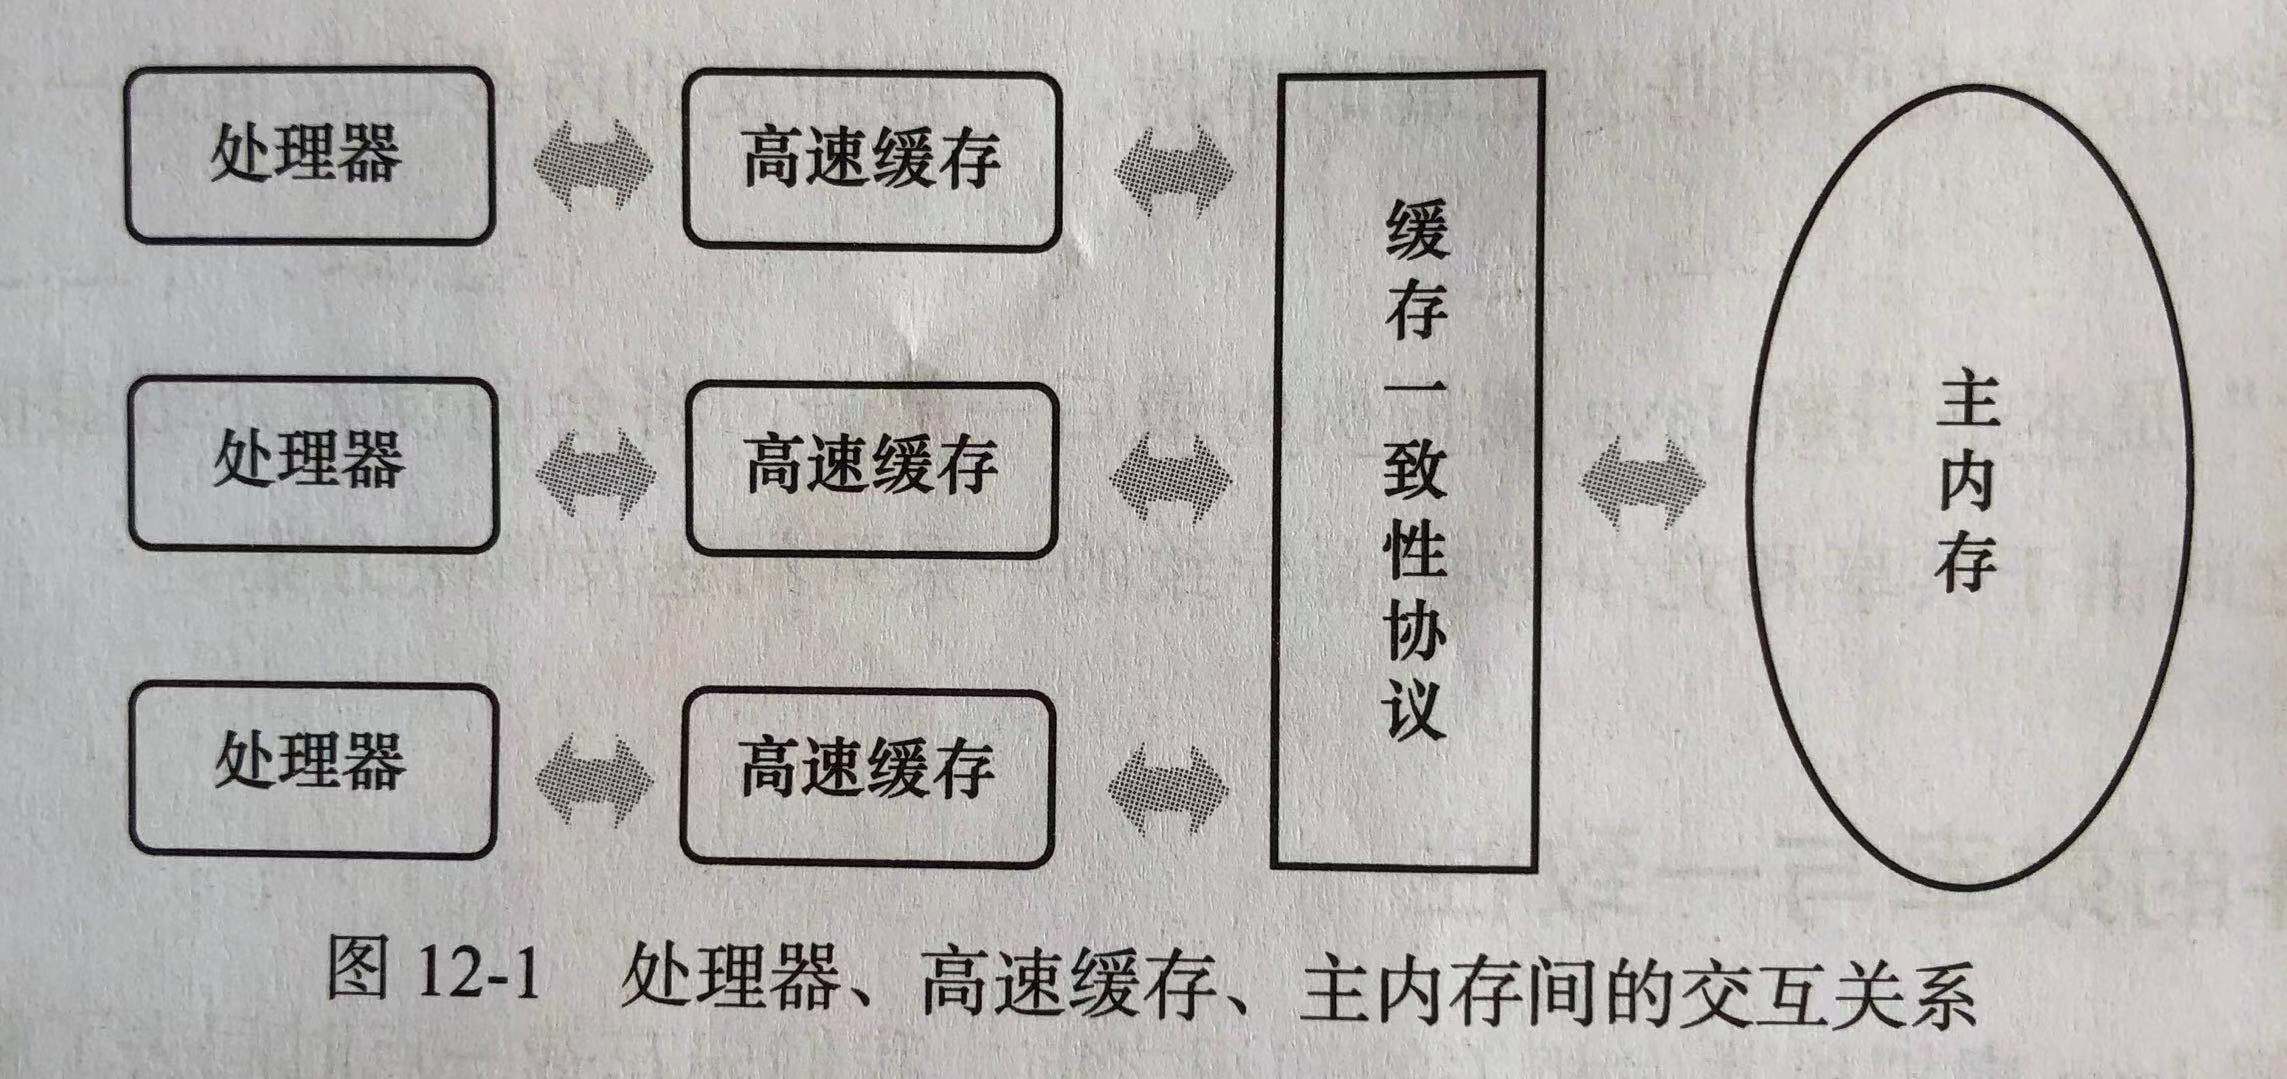 处理器
高速缓存
处理器
高速缓存
处理器
高速缓存
缓存一致性协议
主内存
图 12-1 处理器、高速缓存、主内存间的交互关系